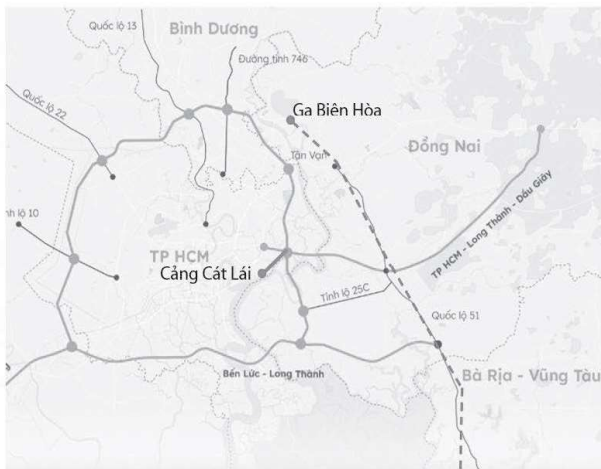 Quốc lộ 13
Bình Dương
Đường tỉnh 746
Quốc lộ 22
Ga Biên Hòa
Đồng Nai
Tân Vạn
nh lộ 10
TP HCM
Cảng Cát Lái
TP HCM - Long Thành - Dầu Giây
Tỉnh lộ 25C
Quốc lộ 51
Bến Lức - Long Thành
Bà Rịa - Vũng Tàu